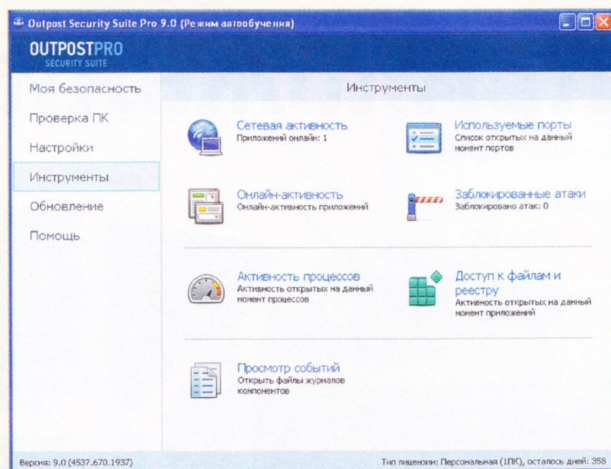 Outpost Security Suite Pro 9.0 (Режим автообучения)
OUTPOSTPRO
SECURITY SUITE
Моя безопасность
Проверка ПК
Настройки
Инструменты
Обновление
Помощь
Инструменты
Сетевая активность
Приложений онлайн: 1
Используемые порты
Список открытых на данный
момент портов
Онлайн-активность
Онлайн-активность приложений
Заблокированные атаки
Заблокировано атак: 0
Активность процессов
Активность открытых на данный
момент процессов
Доступ к файлам и
реестру
Активность открытых на данный
момент приложений
Просмотр событий
Открыть файлы журналов
компонентов
Версия: 9.0 (4537.670.1937)
Тип лицензии: Персональная (1ПК), осталось дней: 358